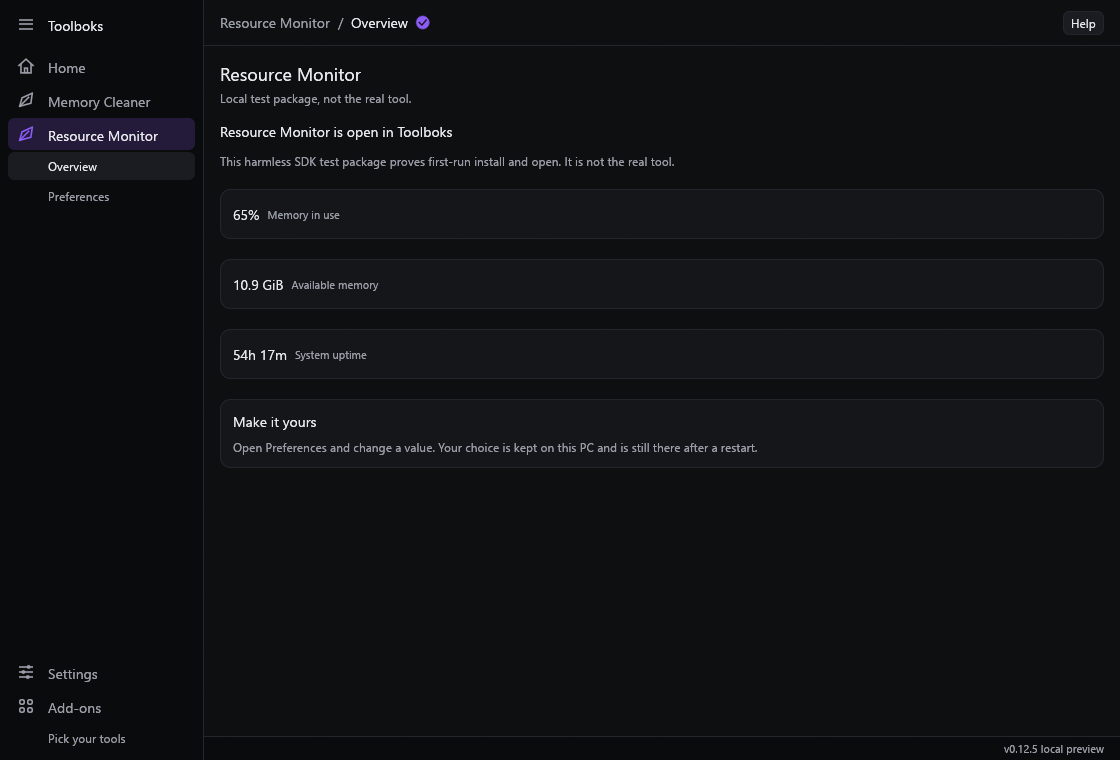 Toolboks
Home
Memory Cleaner
Resource Monitor
Overview
Preferences
Settings
Add-ons
Pick your tools
Resource Monitor / Overview
Help
Resource Monitor
Local test package, not the real tool.
Resource Monitor is open in Toolboks
This harmless SDK test package proves first-run install and open. It is not the real tool.
65% Memory in use
10.9 GiB Available memory
54h 17m System uptime
Make it yours
Open Preferences and change a value. Your choice is kept on this PC and is still there after a restart.
v0.12.5 local preview